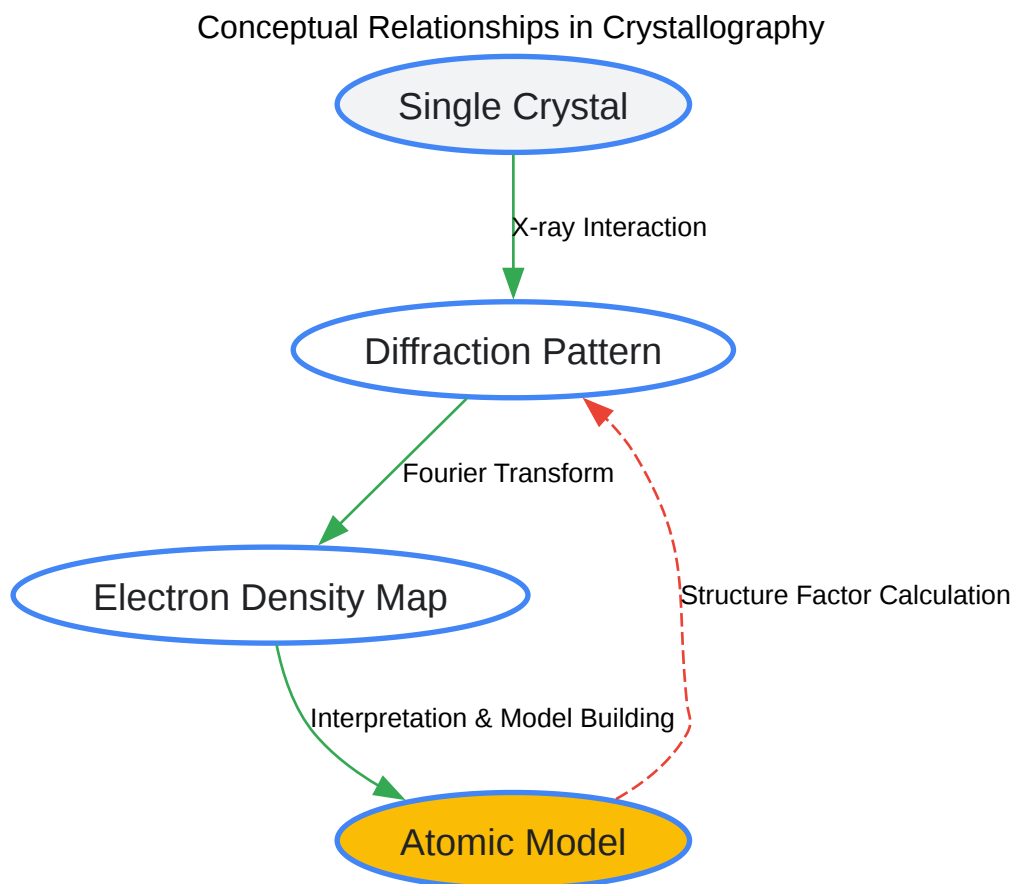 Conceptual Relationships in Crystallography
Single Crystal
X-ray Interaction
Diffraction Pattern
Fourier Transform
Electron Density Map
Structure Factor Calculation
Interpretation & Model Building
Atomic Model